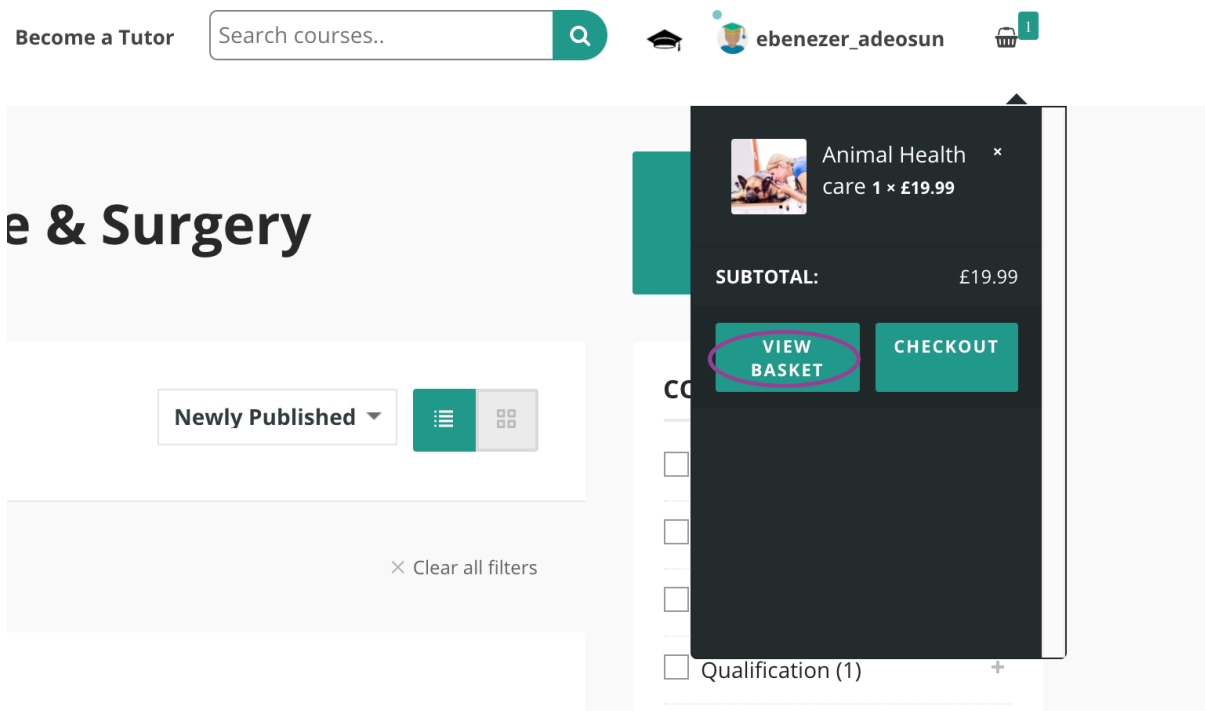 Become a Tutor
Search courses..
ebenezer_adeosun
1
e & Surgery
Animal Health
care 1 × £19.99
×
SUBTOTAL: £19.99
VIEW
BASKET
CHECKOUT
Newly Published
Clear all filters
Qualification (1)
+